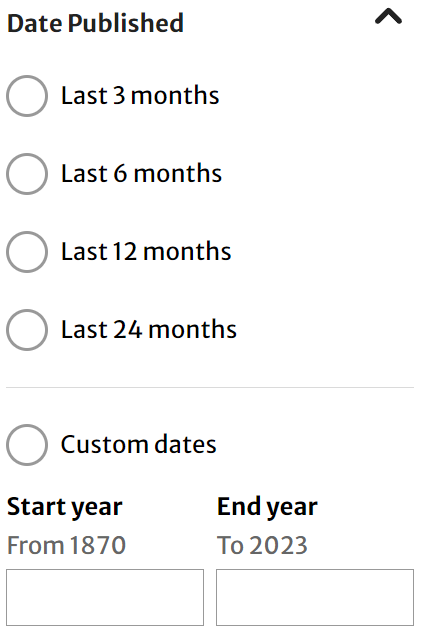 Date Published
Last 3 months
Last 6 months
Last 12 months
Last 24 months
Custom dates
Start year End year
From 1870 To 2023